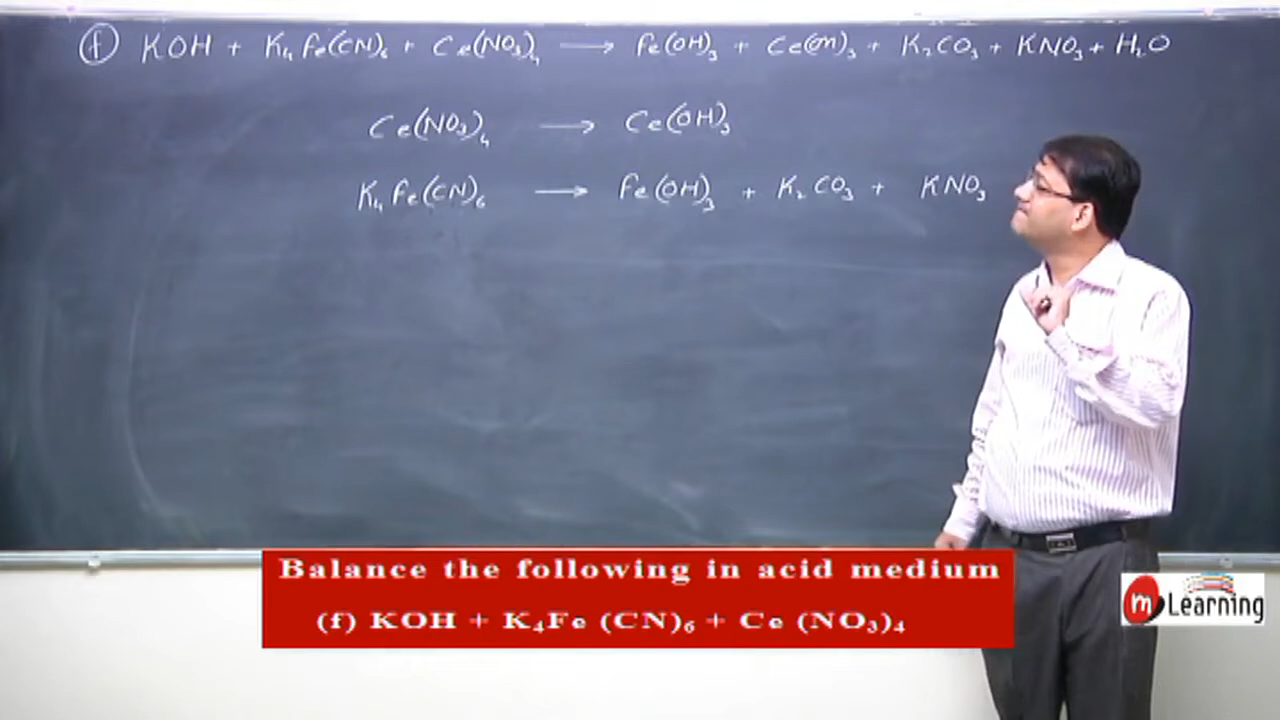 (f) KOH + K₄Fe(CN)₆ + Ce(NO₃)₄ ⟶ Fe(OH)₃ + Ce(OH)₃ + K₂CO₃ + KNO₃ + H₂O
Ce(NO₃)₄ ⟶ Ce(OH)₃
K₄Fe(CN)₆ ⟶ Fe(OH)₃ + K₂CO₃ + KNO₃
Balance the following in acid medium
(f) KOH + K₄Fe (CN)₆ + Ce (NO₃)₄
m Learning